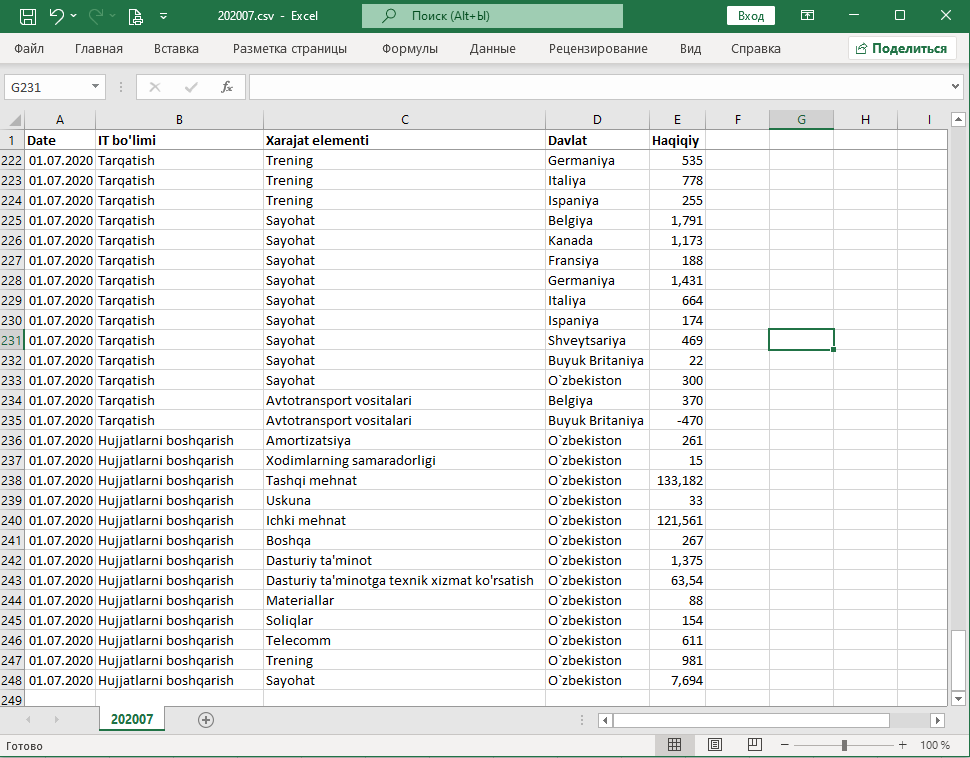 202007.csv - Excel
Поиск (Alt+Ы)
Вход
Файл Главная Вставка Разметка страницы Формулы Данные Рецензирование Вид Справка Поделиться
G231 fx
A B C D E F G H I
1 Date IT bo'limi Xarajat elementi Davlat Haqiqiy
222 01.07.2020 Tarqatish Trening Germaniya 535
223 01.07.2020 Tarqatish Trening Italiya 778
224 01.07.2020 Tarqatish Trening Ispaniya 255
225 01.07.2020 Tarqatish Sayohat Belgiya 1,791
226 01.07.2020 Tarqatish Sayohat Kanada 1,173
227 01.07.2020 Tarqatish Sayohat Fransiya 188
228 01.07.2020 Tarqatish Sayohat Germaniya 1,431
229 01.07.2020 Tarqatish Sayohat Italiya 664
230 01.07.2020 Tarqatish Sayohat Ispaniya 174
231 01.07.2020 Tarqatish Sayohat Shveytsariya 469
232 01.07.2020 Tarqatish Sayohat Buyuk Britaniya 22
233 01.07.2020 Tarqatish Sayohat O`zbekiston 300
234 01.07.2020 Tarqatish Avtotransport vositalari Belgiya 370
235 01.07.2020 Tarqatish Avtotransport vositalari Buyuk Britaniya -470
236 01.07.2020 Hujjatlarni boshqarish Amortizatsiya O`zbekiston 261
237 01.07.2020 Hujjatlarni boshqarish Xodimlarning samaradorligi O`zbekiston 15
238 01.07.2020 Hujjatlarni boshqarish Tashqi mehnat O`zbekiston 133,182
239 01.07.2020 Hujjatlarni boshqarish Uskuna O`zbekiston 33
240 01.07.2020 Hujjatlarni boshqarish Ichki mehnat O`zbekiston 121,561
241 01.07.2020 Hujjatlarni boshqarish Boshqa O`zbekiston 267
242 01.07.2020 Hujjatlarni boshqarish Dasturiy ta'minot O`zbekiston 1,375
243 01.07.2020 Hujjatlarni boshqarish Dasturiy ta'minotga texnik xizmat ko'rsatish O`zbekiston 63,54
244 01.07.2020 Hujjatlarni boshqarish Materiallar O`zbekiston 88
245 01.07.2020 Hujjatlarni boshqarish Soliqlar O`zbekiston 154
246 01.07.2020 Hujjatlarni boshqarish Telecomm O`zbekiston 611
247 01.07.2020 Hujjatlarni boshqarish Trening O`zbekiston 981
248 01.07.2020 Hujjatlarni boshqarish Sayohat O`zbekiston 7,694
249
202007
Готово 100 %